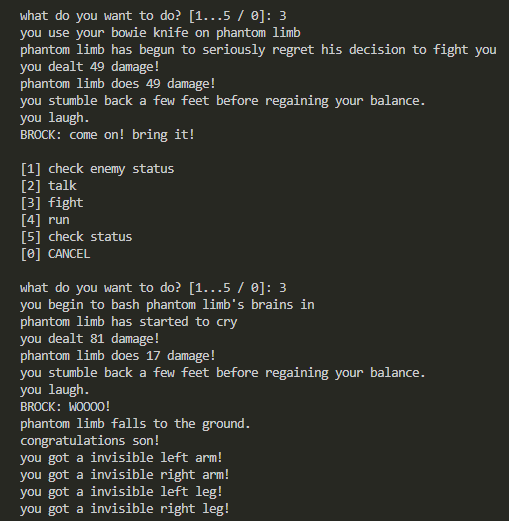 what do you want to do? [1...5 / 0]: 3
you use your bowie knife on phantom limb
phantom limb has begun to seriously regret his decision to fight you
you dealt 49 damage!
phantom limb does 49 damage!
you stumble back a few feet before regaining your balance.
you laugh.
BROCK: come on! bring it!
[1] check enemy status
[2] talk
[3] fight
[4] run
[5] check status
[0] CANCEL
what do you want to do? [1...5 / 0]: 3
you begin to bash phantom limb's brains in
phantom limb has started to cry
you dealt 81 damage!
phantom limb does 17 damage!
you stumble back a few feet before regaining your balance.
you laugh.
BROCK: WOOOO!
phantom limb falls to the ground.
congratulations son!
you got a invisible left arm!
you got a invisible right arm!
you got a invisible left leg!
you got a invisible right leg!